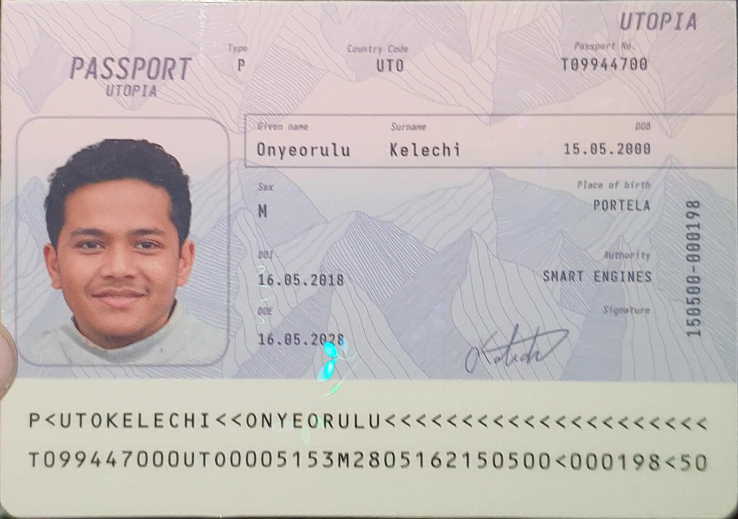 UTOPIA
PASSPORT
UTOPIA
Type
P
Country Code
UTO
Passport No.
T09944700
Given name
Onyeorulu
Surname
Kelechi
DOB
15.05.2000
Sex
M
Place of birth
PORTELA
DOI
16.05.2018
Authority
SMART ENGINES
DOE
16.05.2028
Signature
150500-000198
P<UTOKELECHI<<ONYEORULU<<<<<<<<<<<<<<<<<<<<<
T099447000UTO0005153M2805162150500<000198<50